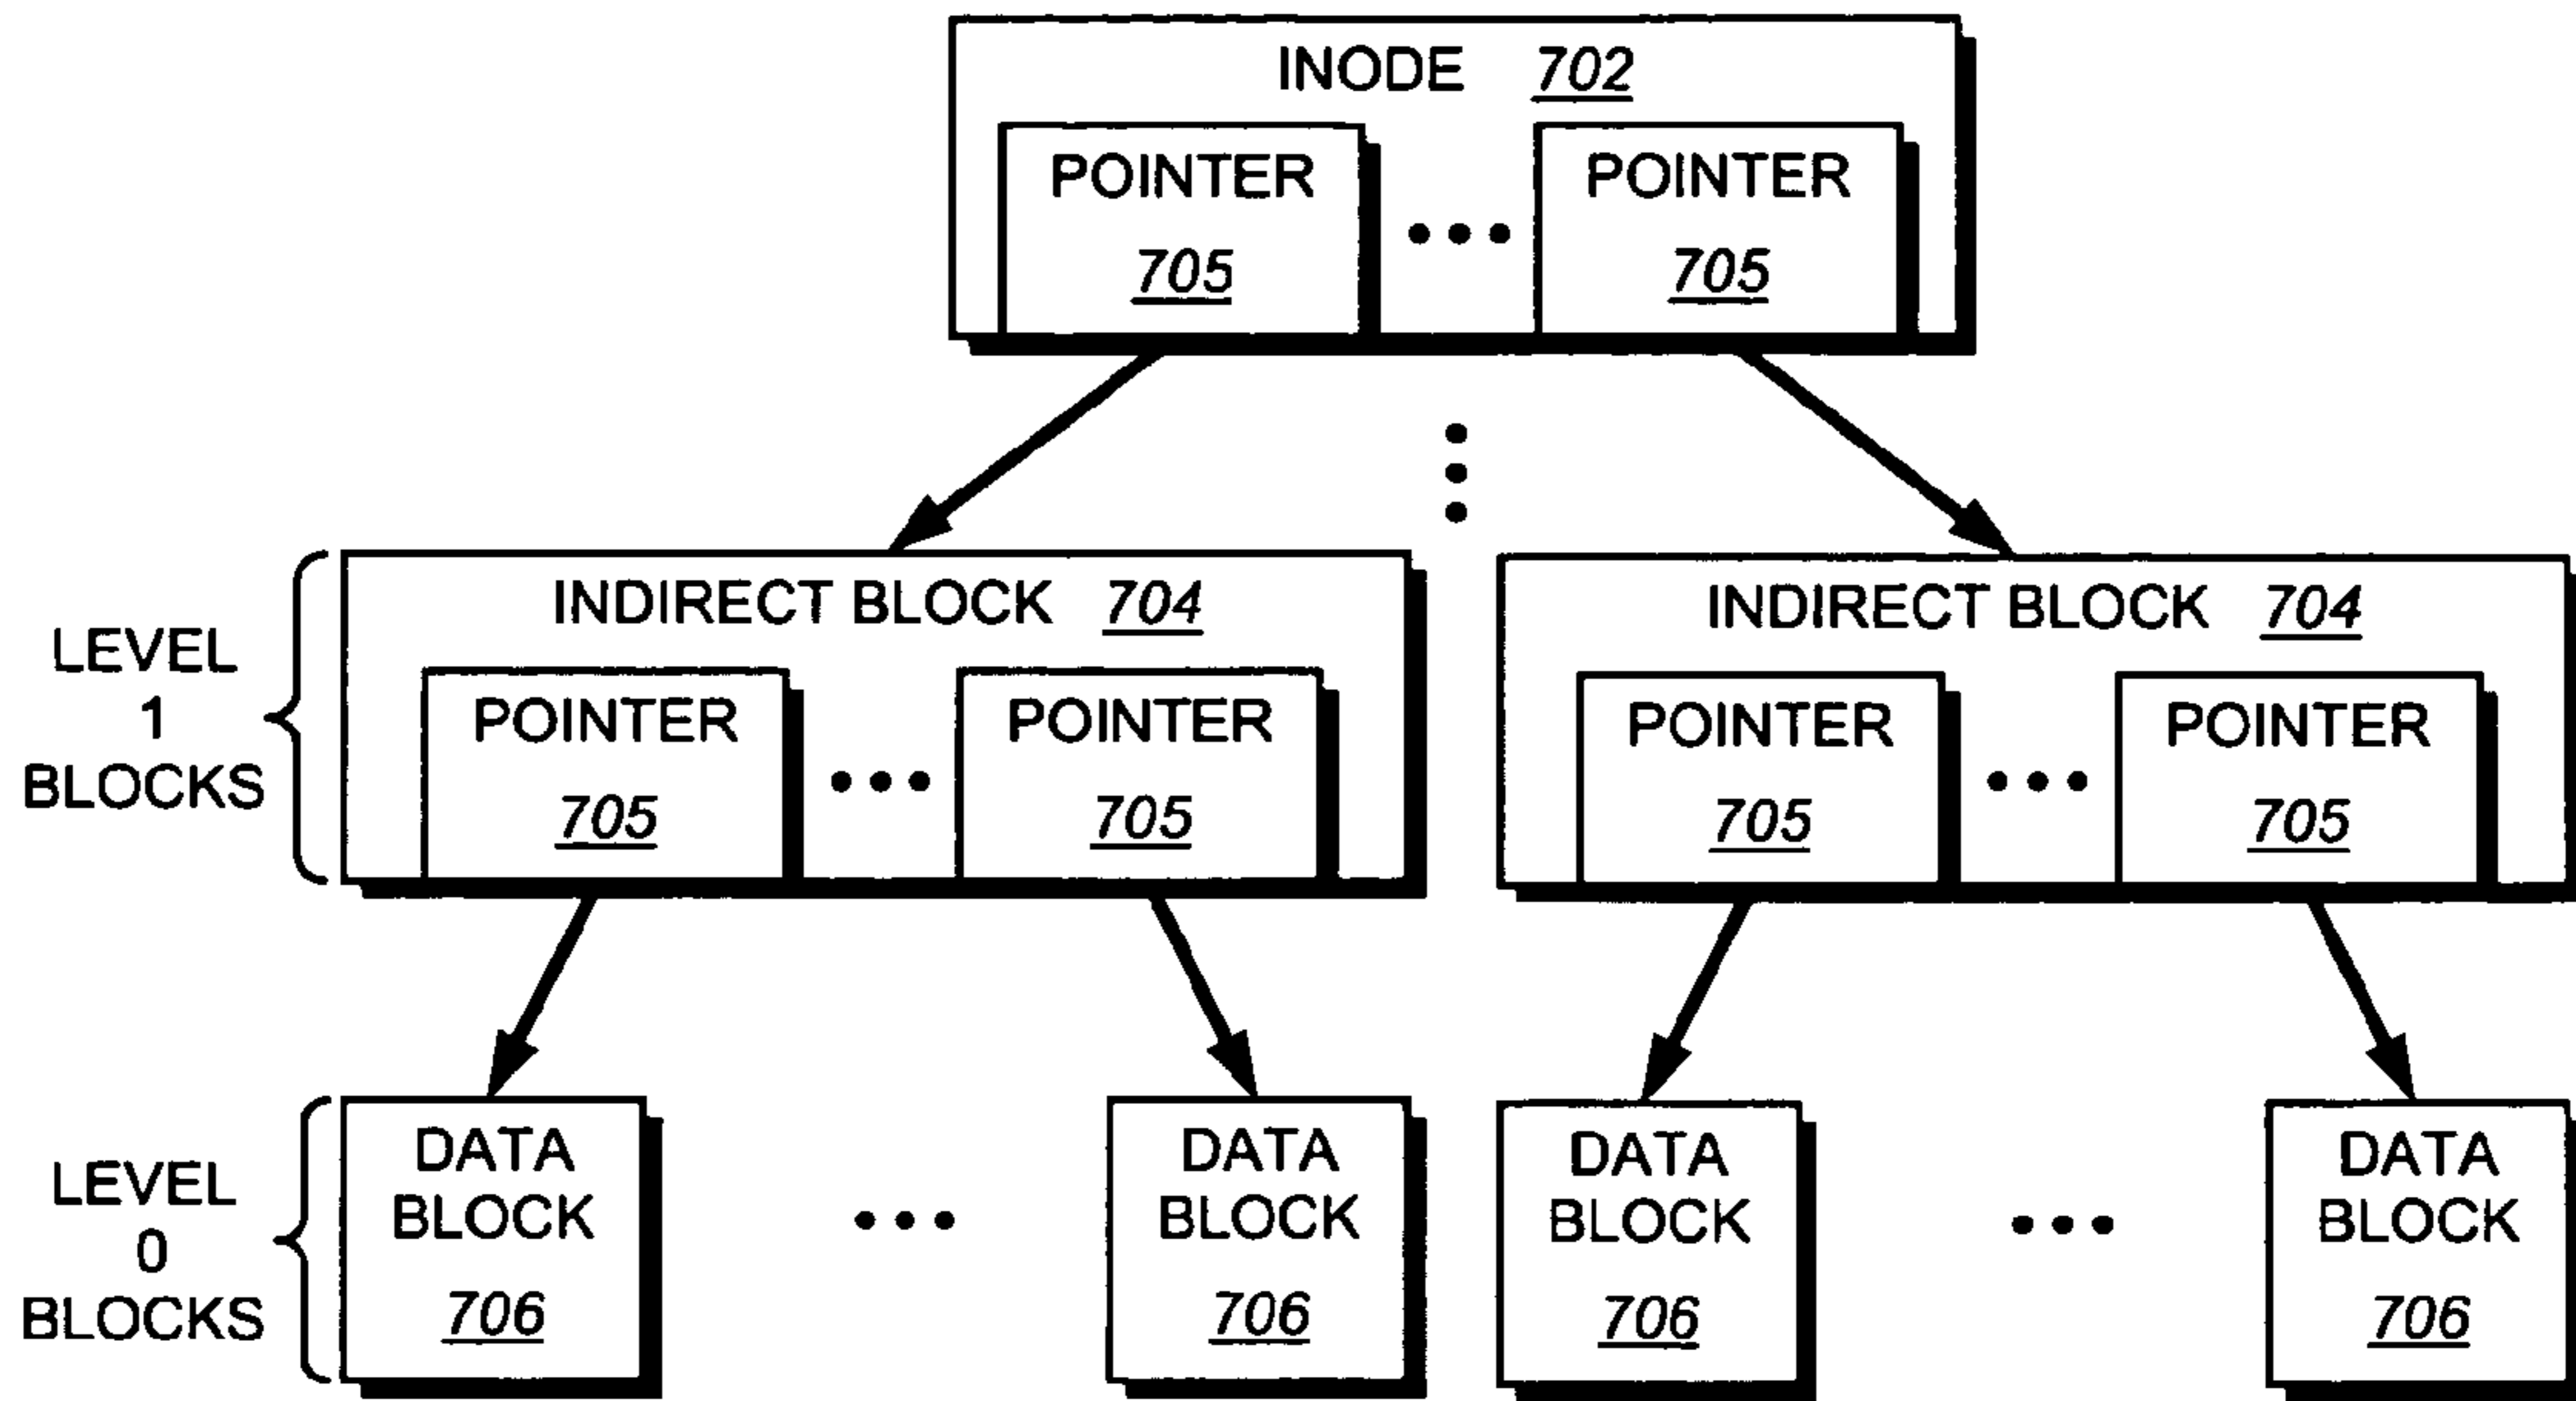 INODE 702
POINTER
705
POINTER
705
LEVEL
1
BLOCKS
INDIRECT BLOCK 704
POINTER
705
POINTER
705
INDIRECT BLOCK 704
POINTER
705
POINTER
705
LEVEL
0
BLOCKS
DATA
BLOCK
706
DATA
BLOCK
706
DATA
BLOCK
706
DATA
BLOCK
706